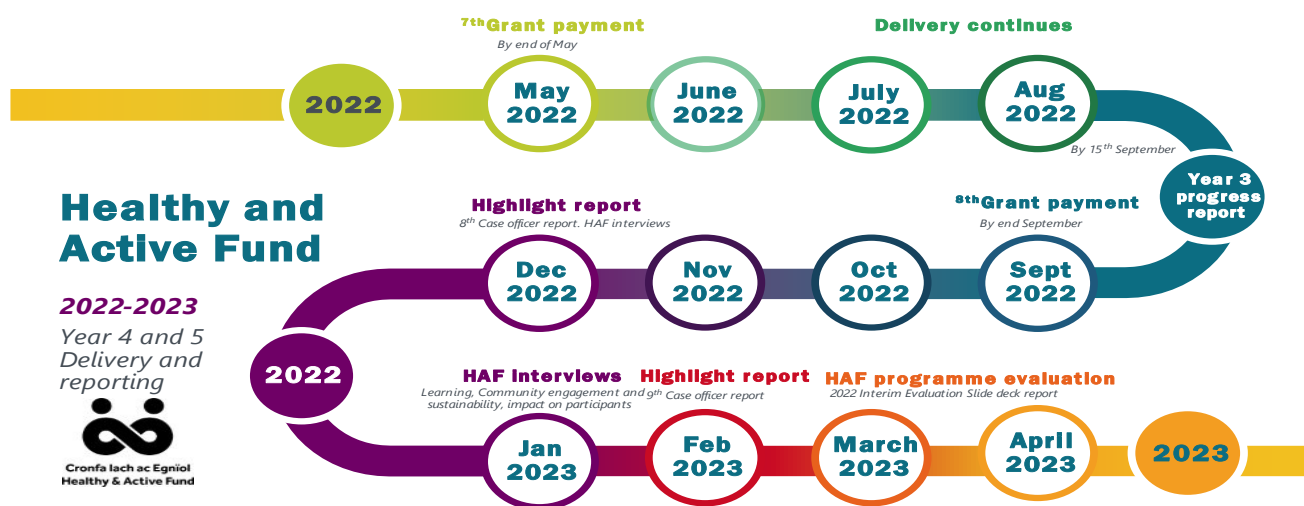 7thGrant payment
By end of May
Delivery continues
2022
May
2022
June
2022
July
2022
Aug
2022
By 15th September
Year 3
progress
report
Healthy and
Active Fund
2022-2023
Year 4 and 5
Delivery and
reporting
Cronfa Iach ac Egnïol
Healthy & Active Fund
8thGrant payment
By end September
Sept
2022
Oct
2022
Nov
2022
Highlight report
8th Case officer report. HAF interviews
Dec
2022
2022
HAF Interviews
Learning, Community engagement and
sustainability, impact on participants
Jan
2023
Highlight report
9th Case officer report
Feb
2023
HAF programme evaluation
2022 Interim Evaluation Slide deck report
March
2023
April
2023
2023